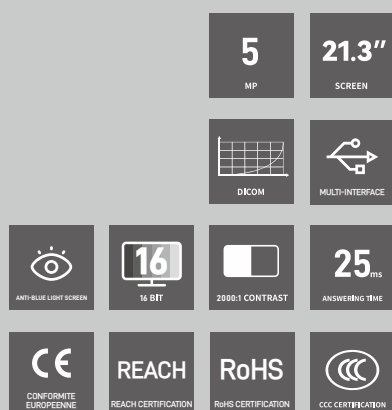 5
MP
21.3″
SCREEN
DICOM
MULTI-INTERFACE
ANTI-BLUE LIGHT SCREEN
16
16 BIT
2000:1 CONTRAST
25ms
ANSWERING TIME
CE
CONFORMITE
EUROPEENNE
REACH
REACH CERTIFICATION
RoHS
RoHS CERTIFICATION
CCC
CCC CERTIFICATION